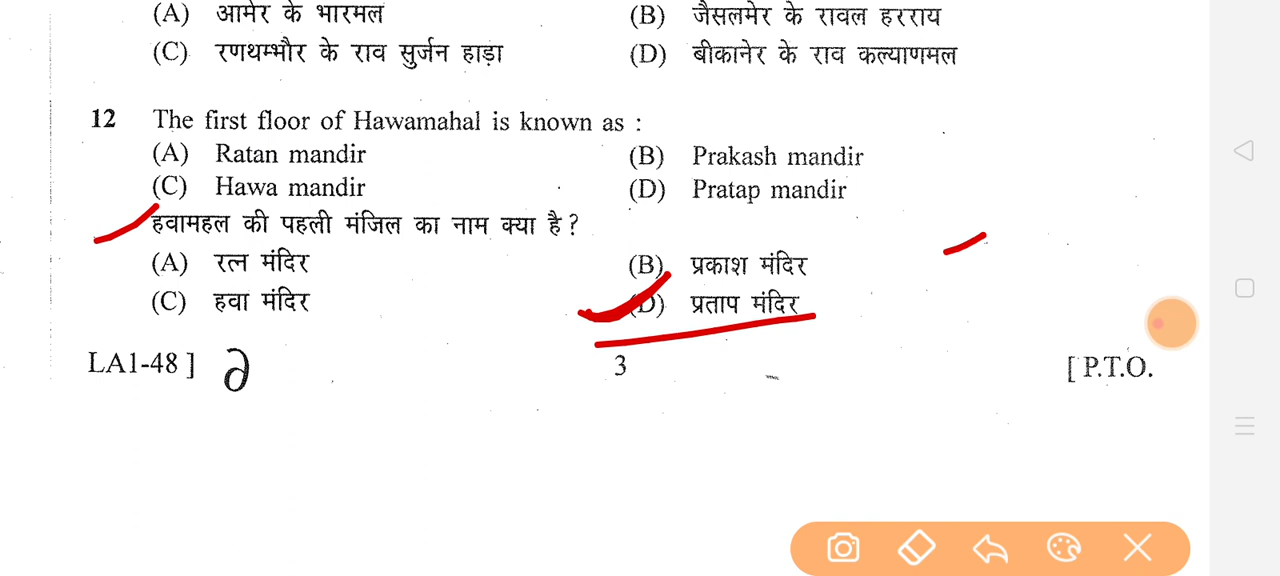 (A) आमेर के भारमल (B) जैसलमेर के रावल हरराय
(C) रणथम्भौर के राव सुर्जन हाड़ा (D) बीकानेर के राव कल्याणमल
12 The first floor of Hawamahal is known as :
(A) Ratan mandir (B) Prakash mandir
(C) Hawa mandir (D) Pratap mandir
हवामहल की पहली मंजिल का नाम क्या है ?
(A) रत्न मंदिर (B) प्रकाश मंदिर
(C) हवा मंदिर (D) प्रताप मंदिर
LA1-48 ] 3 [ P.T.O.